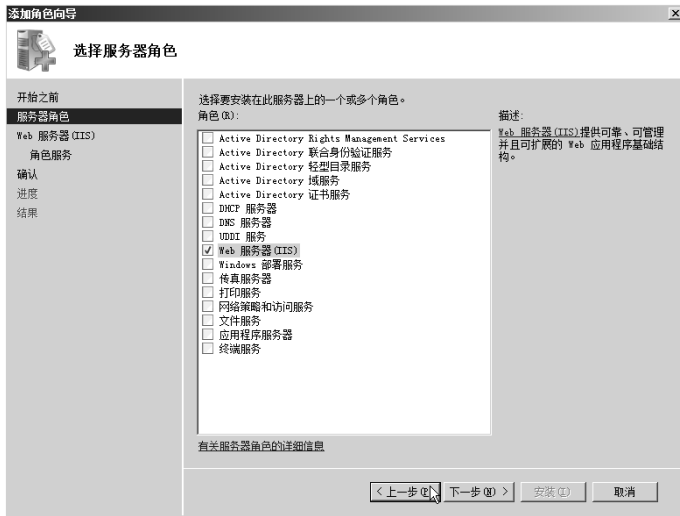 添加角色向导
选择服务器角色
开始之前
服务器角色
Web 服务器(IIS)
角色服务
确认
进度
结果
选择要安装在此服务器上的一个或多个角色。
角色(R):
Active Directory Rights Management Services
Active Directory 联合身份验证服务
Active Directory 轻型目录服务
Active Directory 域服务
Active Directory 证书服务
DHCP 服务器
DNS 服务器
UDDI 服务
Web 服务器(IIS)
Windows 部署服务
传真服务器
打印服务
网络策略和访问服务
文件服务
应用程序服务器
终端服务
有关服务器角色的详细信息
描述:
Web 服务器(IIS)提供可靠、可管理
并且可扩展的 Web 应用程序基础结
构。
< 上一步(P) 下一步(N) > 安装(I) 取消